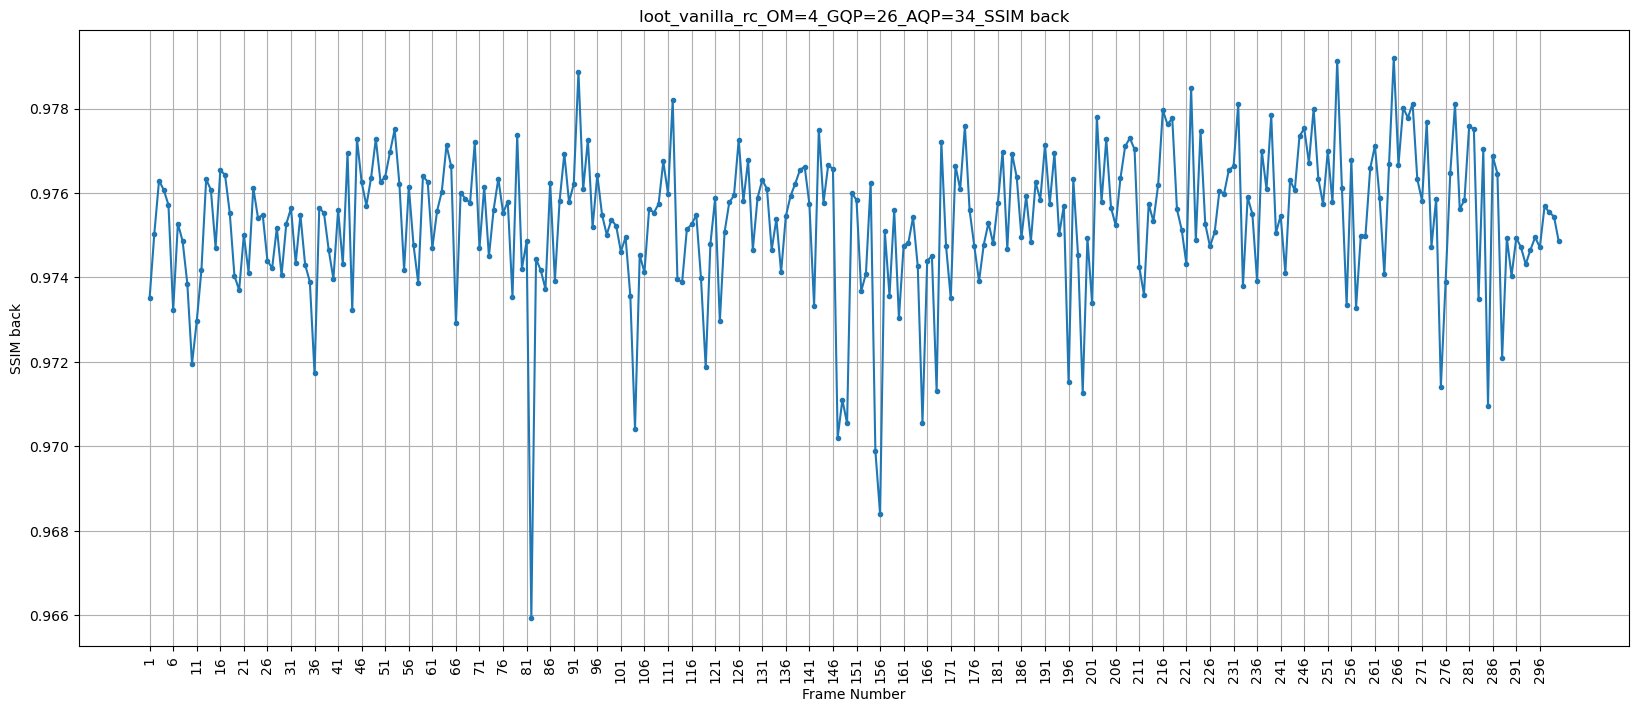 loot_vanilla_rc_OM=4_GQP=26_AQP=34_SSIM back
0.978
0.976
0.974
0.972
0.970
0.968
0.966
SSIM back
1 6 11 16 21 26 31 36 41 46 51 56 61 66 71 76 81 86 91 96 101 106 111 116 121 126 131 136 141 146 151 156 161 166 171 176 181 186 191 196 201 206 211 216 221 226 231 236 241 246 251 256 261 266 271 276 281 286 291 296
Frame Number